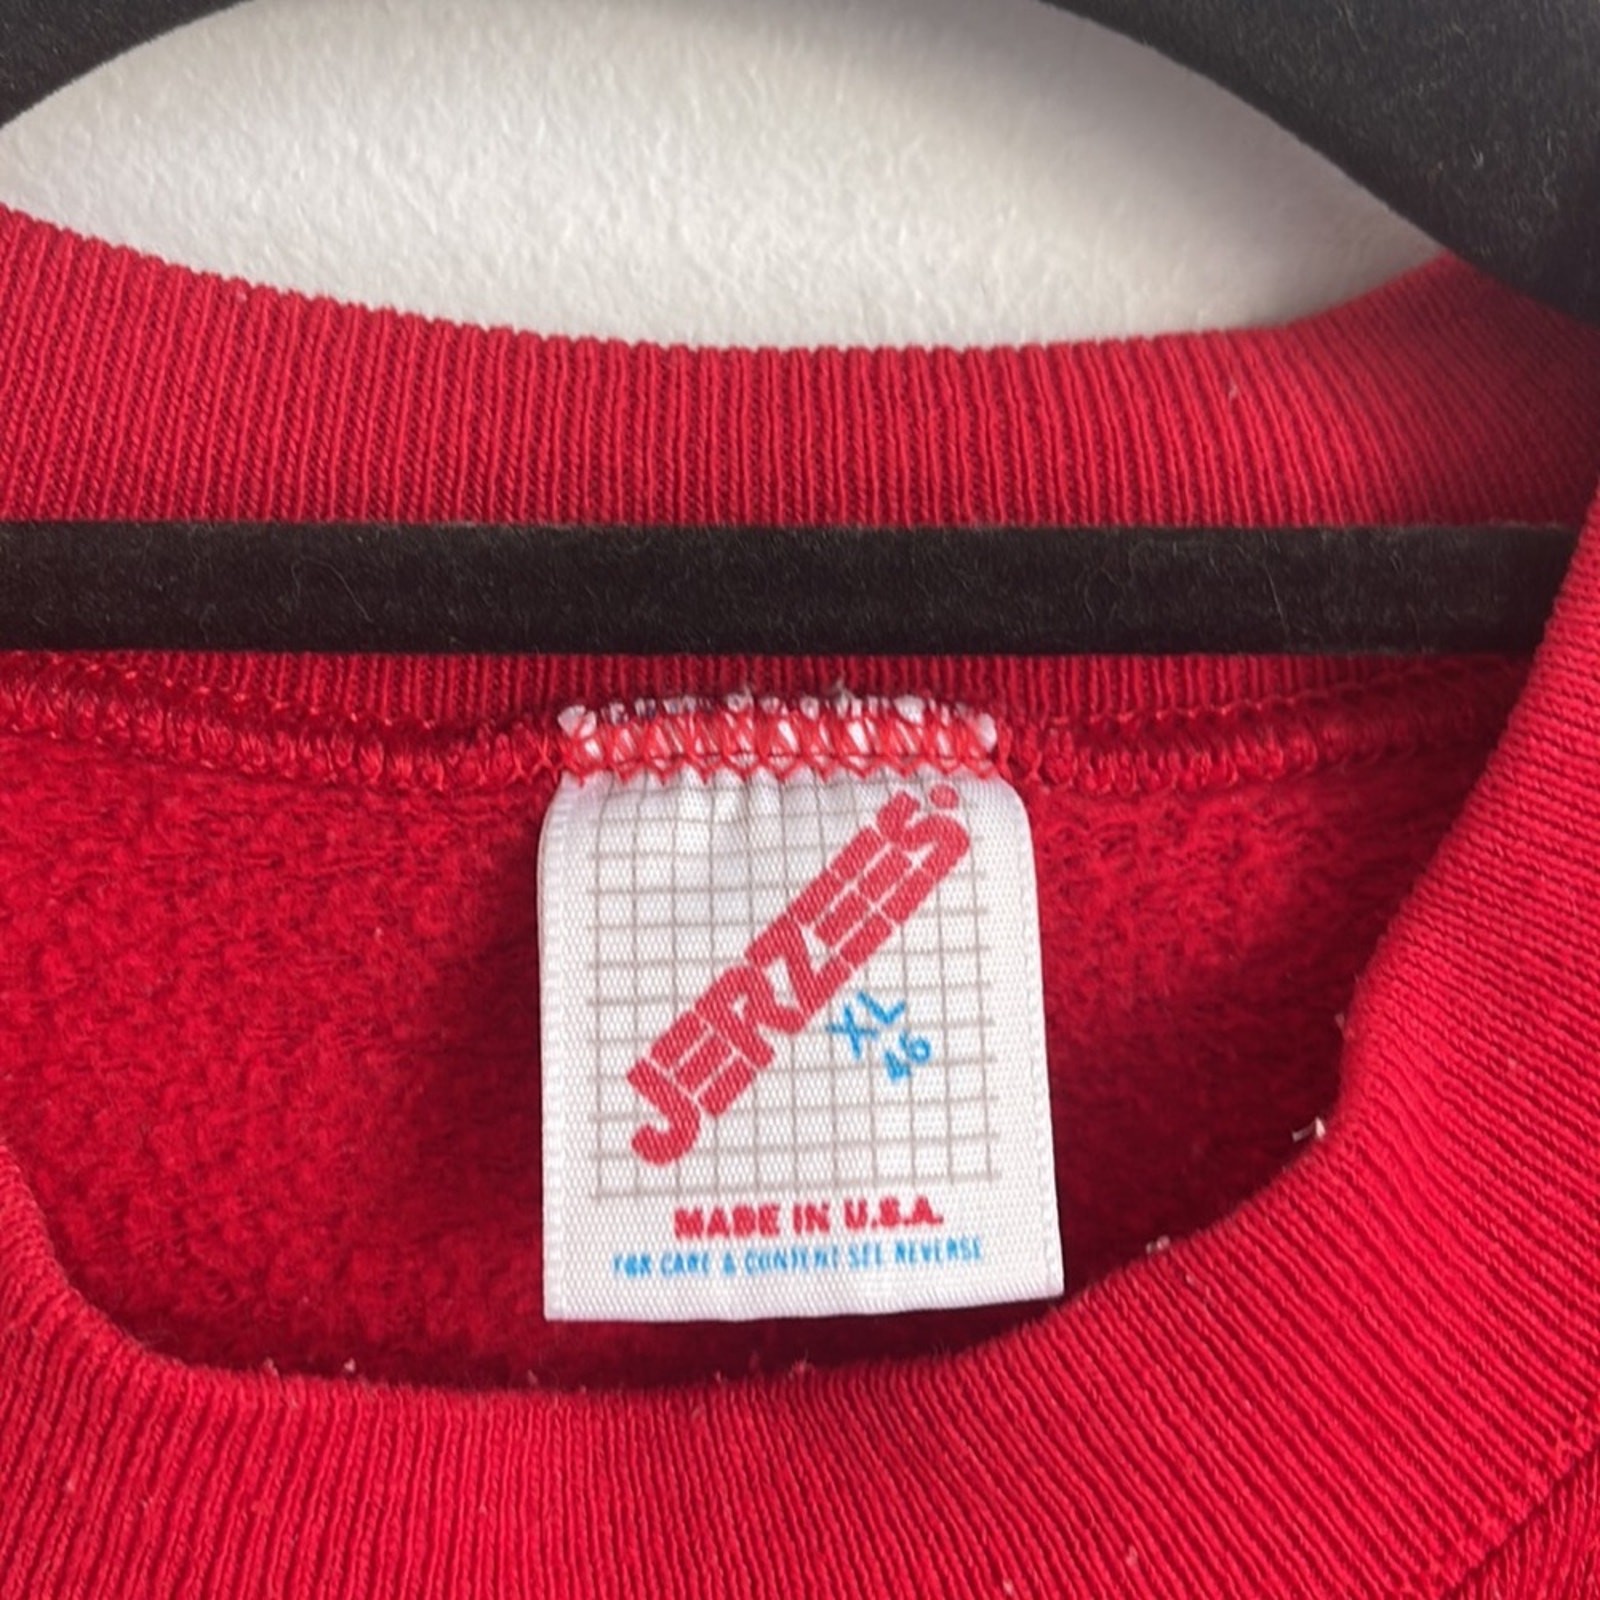 JERZEES
XL
46
MADE IN U.S.A.
FOR CARE & CONTENT SEE REVERSE